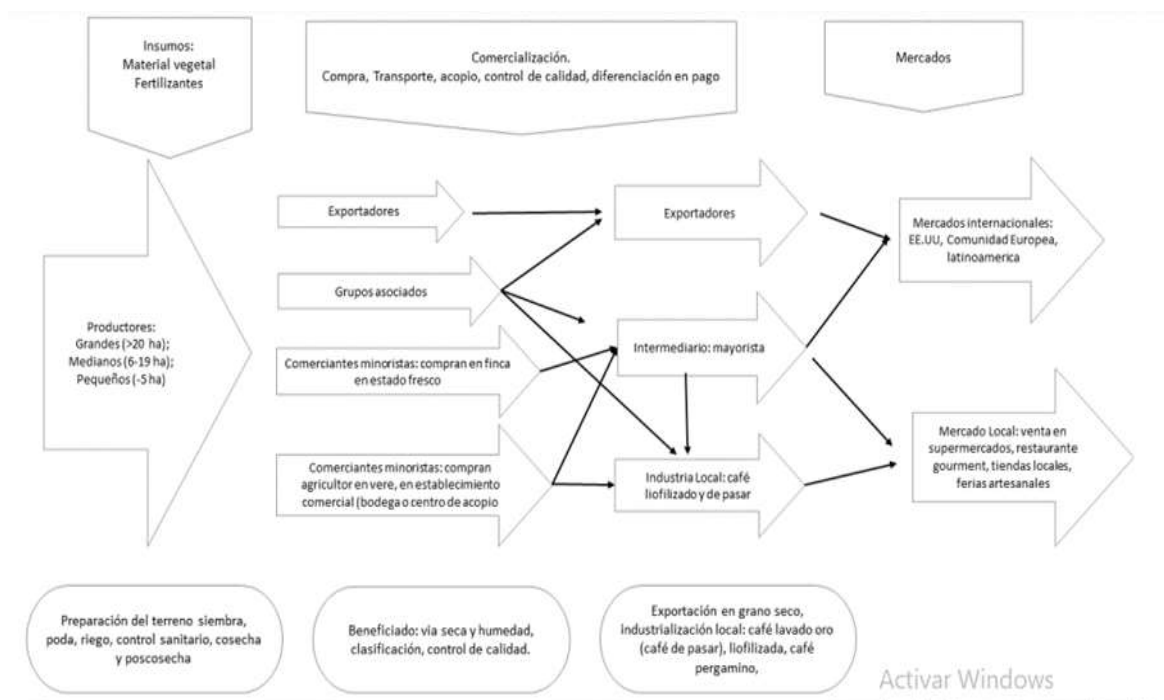 Insumos:
Material vegetal
Fertilizantes
Comercialización.
Compra, Transporte, acopio, control de calidad, diferenciación en pago
Mercados
Productores:
Grandes (>20 ha);
Medianos (6-19 ha);
Pequeños (-5 ha)
Exportadores
Grupos asociados
Comerciantes minoristas: compran en finca
en estado fresco
Comerciantes minoristas: compran
agricultor en vere, en establecimiento
comercial (bodega o centro de acopio
Exportadores
Intermediario: mayorista
Industria Local: café
liofilizado y de pasar
Mercados internacionales:
EE.UU, Comunidad Europea,
latinoamerica
Mercado Local: venta en
supermercados, restaurante
gourment, tiendas locales,
ferias artesanales
Preparación del terreno siembra,
poda, riego, control sanitario, cosecha
y poscosecha
Beneficiado: via seca y humedad,
clasificación, control de calidad.
Exportación en grano seco,
industrialización local: café lavado oro
(café de pasar), liofilizada, café
pergamino,
Activar Windows